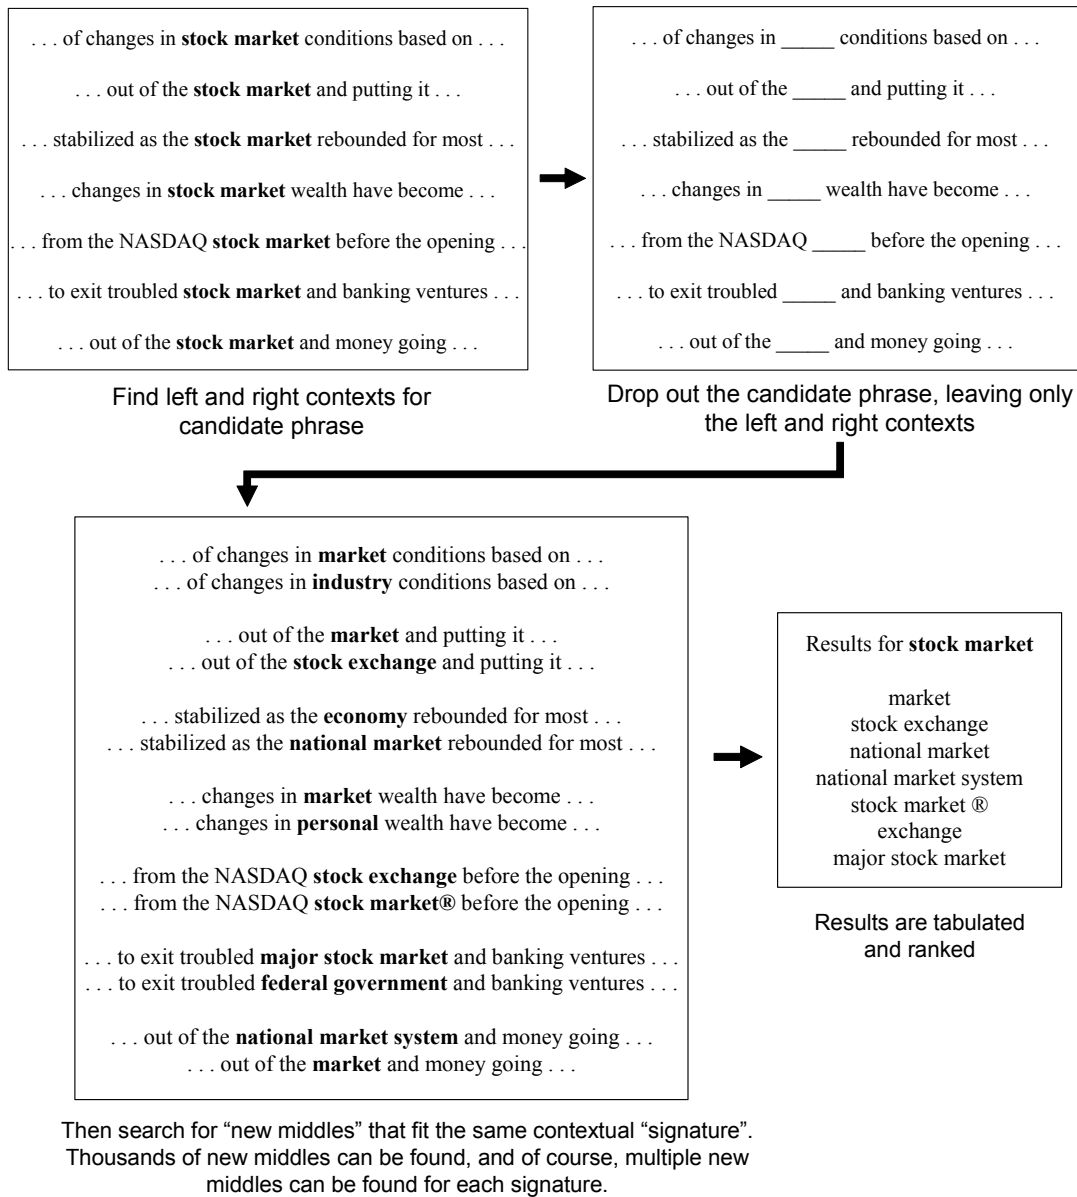 . . . of changes in stock market conditions based on . . .
. . . out of the stock market and putting it . . .
. . . stabilized as the stock market rebounded for most . . .
. . . changes in stock market wealth have become . . .
. . . from the NASDAQ stock market before the opening . . .
. . . to exit troubled stock market and banking ventures . . .
. . . out of the stock market and money going . . .
Find left and right contexts for
candidate phrase
. . . of changes in _____ conditions based on . . .
. . . out of the _____ and putting it . . .
. . . stabilized as the _____ rebounded for most . . .
. . . changes in _____ wealth have become . . .
. . . from the NASDAQ _____ before the opening . . .
. . . to exit troubled _____ and banking ventures . . .
. . . out of the _____ and money going . . .
Drop out the candidate phrase, leaving only
the left and right contexts
. . . of changes in market conditions based on . . .
. . . of changes in industry conditions based on . . .
. . . out of the market and putting it . . .
. . . out of the stock exchange and putting it . . .
. . . stabilized as the economy rebounded for most . . .
. . . stabilized as the national market rebounded for most . . .
. . . changes in market wealth have become . . .
. . . changes in personal wealth have become . . .
. . . from the NASDAQ stock exchange before the opening . . .
. . . from the NASDAQ stock market® before the opening . . .
. . . to exit troubled major stock market and banking ventures . . .
. . . to exit troubled federal government and banking ventures . . .
. . . out of the national market system and money going . . .
. . . out of the market and money going . . .
Then search for “new middles” that fit the same contextual “signature”.
Thousands of new middles can be found, and of course, multiple new
middles can be found for each signature.
Results for stock market
market
stock exchange
national market
national market system
stock market ®
exchange
major stock market
Results are tabulated
and ranked